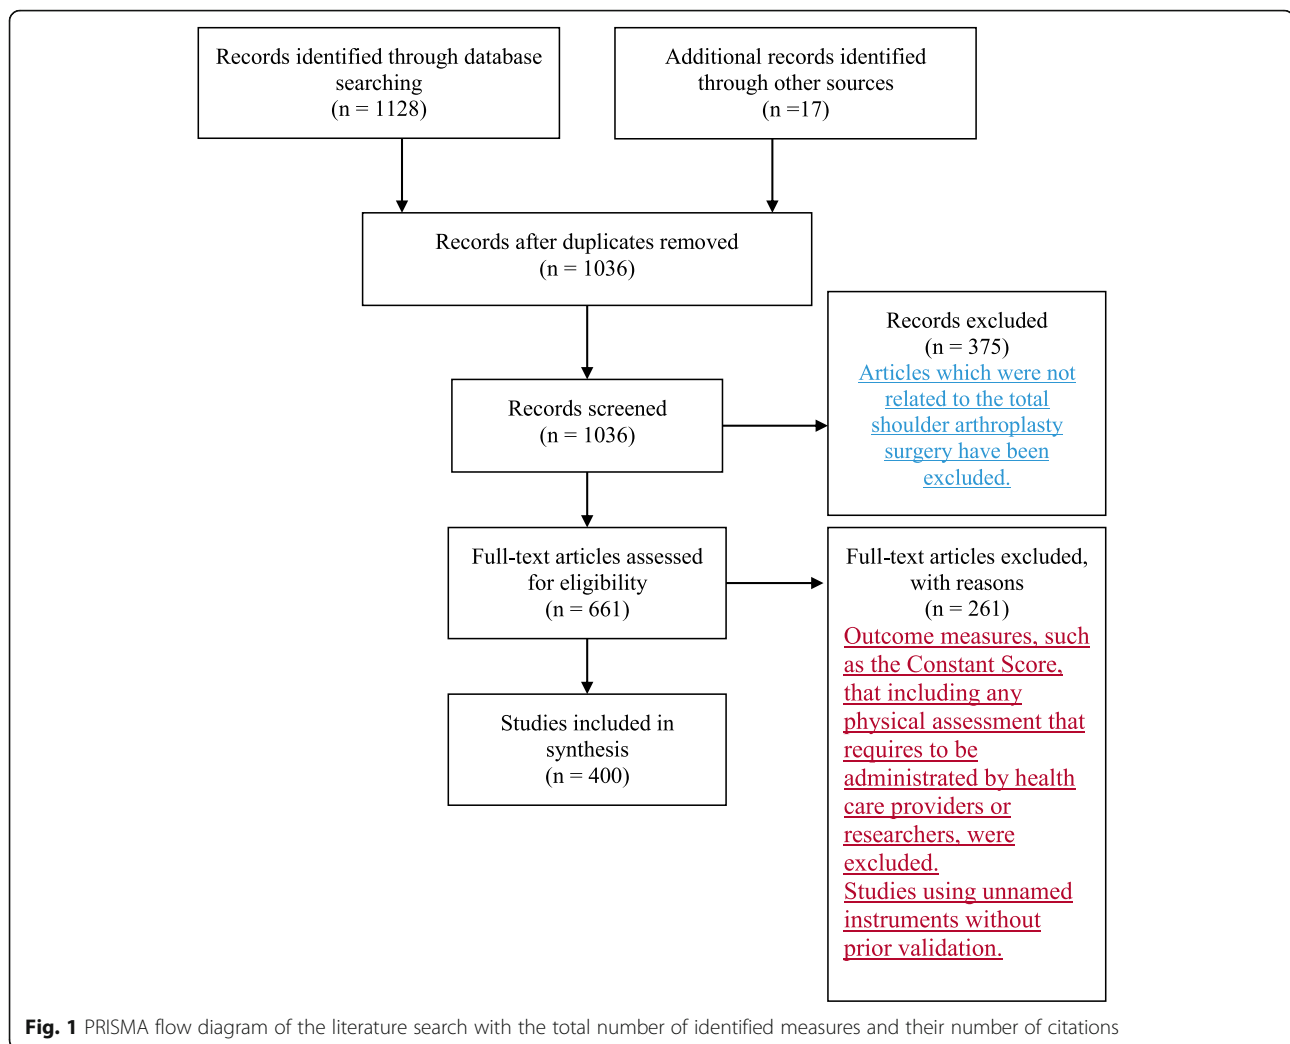 Records identified through database
searching
(n = 1128)
Additional records identified
through other sources
(n =17)
Records after duplicates removed
(n = 1036)
Records screened
(n = 1036)
Records excluded
(n = 375)
Articles which were not
related to the total
shoulder arthroplasty
surgery have been
excluded.
Full-text articles assessed
for eligibility
(n = 661)
Full-text articles excluded,
with reasons
(n = 261)
Outcome measures, such
as the Constant Score,
that including any
physical assessment that
requires to be
administrated by health
care providers or
researchers, were
excluded.
Studies using unnamed
instruments without
prior validation.
Studies included in
synthesis
(n = 400)
Fig. 1 PRISMA flow diagram of the literature search with the total number of identified measures and their number of citations